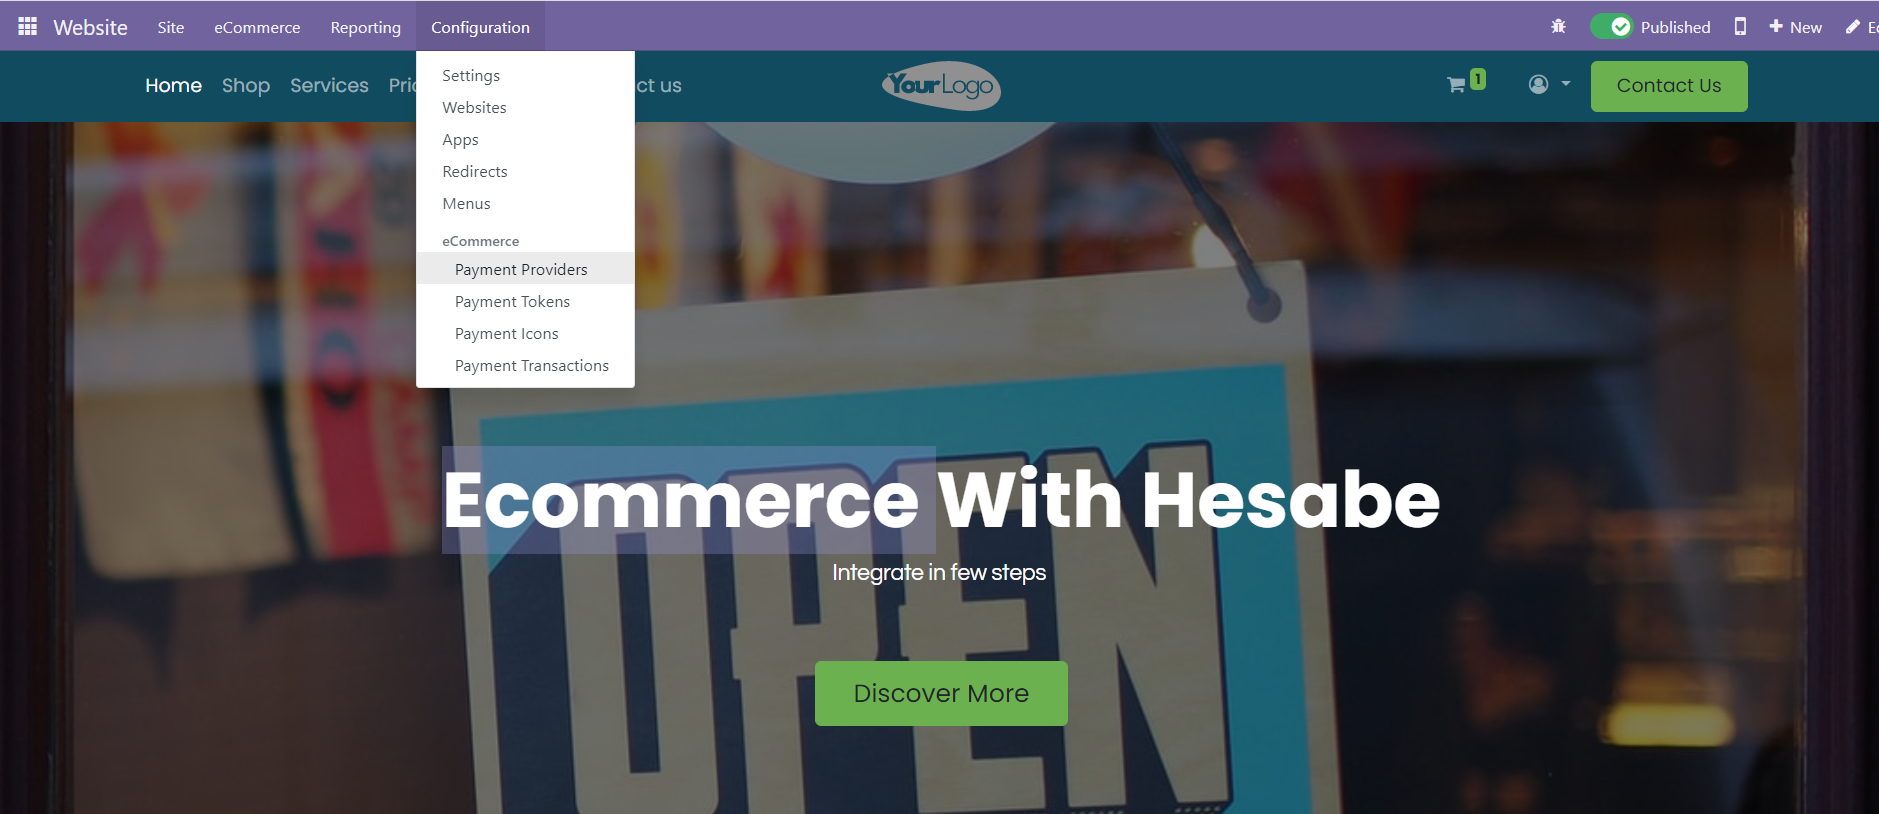 Website Site eCommerce Reporting Configuration Published New
Home Shop Services ct us YourLogo 1 Contact Us
Settings
Websites
Apps
Redirects
Menus
eCommerce
Payment Providers
Payment Tokens
Payment Icons
Payment Transactions
Ecommerce With Hesabe
Integrate in few steps
Discover More
OPEN